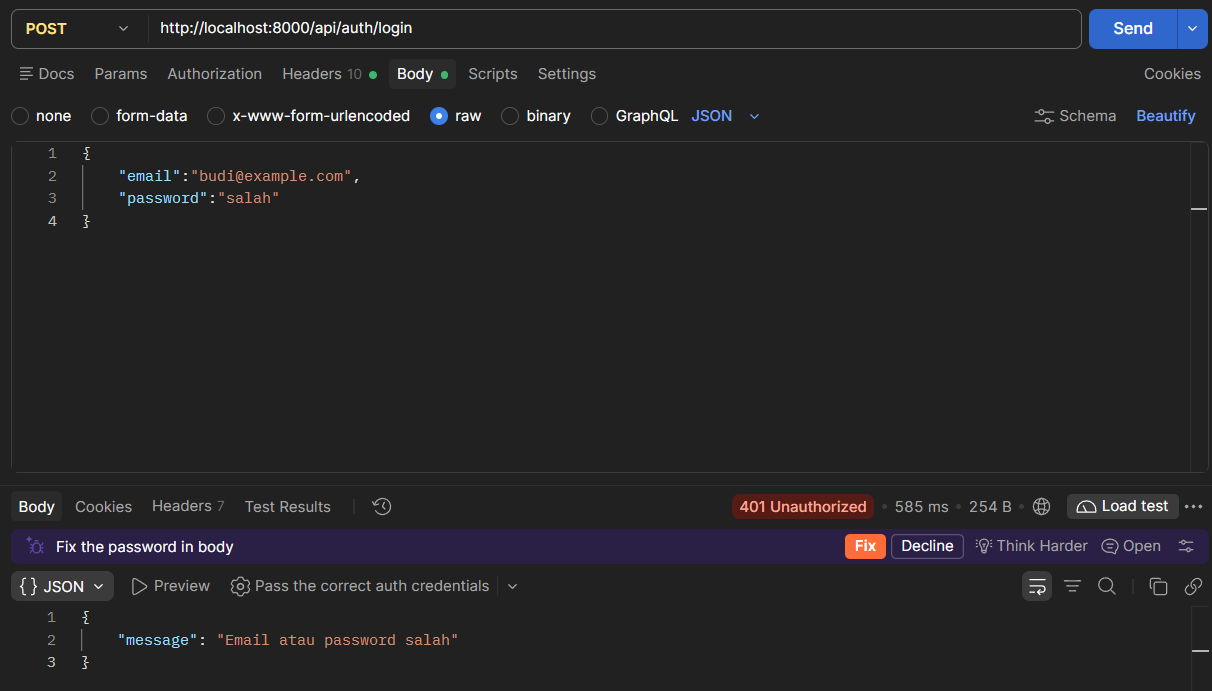 POST http://localhost:8000/api/auth/login Send
Docs Params Authorization Headers 10 Body Scripts Settings Cookies
none form-data x-www-form-urlencoded raw binary GraphQL JSON Schema Beautify
1 {
2 "email":"budi@example.com",
3 "password":"salah"
4 }
Body Cookies Headers 7 Test Results 401 Unauthorized • 585 ms • 254 B • Load test
Fix the password in body Fix Decline Think Harder Open
{} JSON Preview Pass the correct auth credentials
1 {
2 "message": "Email atau password salah"
3 }